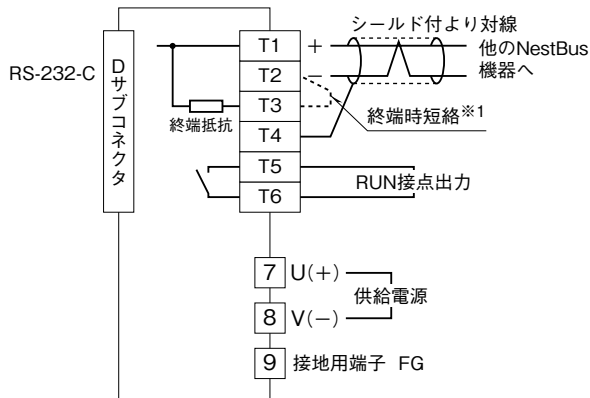 シールド付より対線
RS-232-C
Dサブコネクタ
T1
+
他のNestBus
機器へ
T2
−
T3
終端抵抗
終端時短絡※1
T4
T5
RUN接点出力
T6
7
U(+)
供給電源
8
V(−)
9
接地用端子 FG